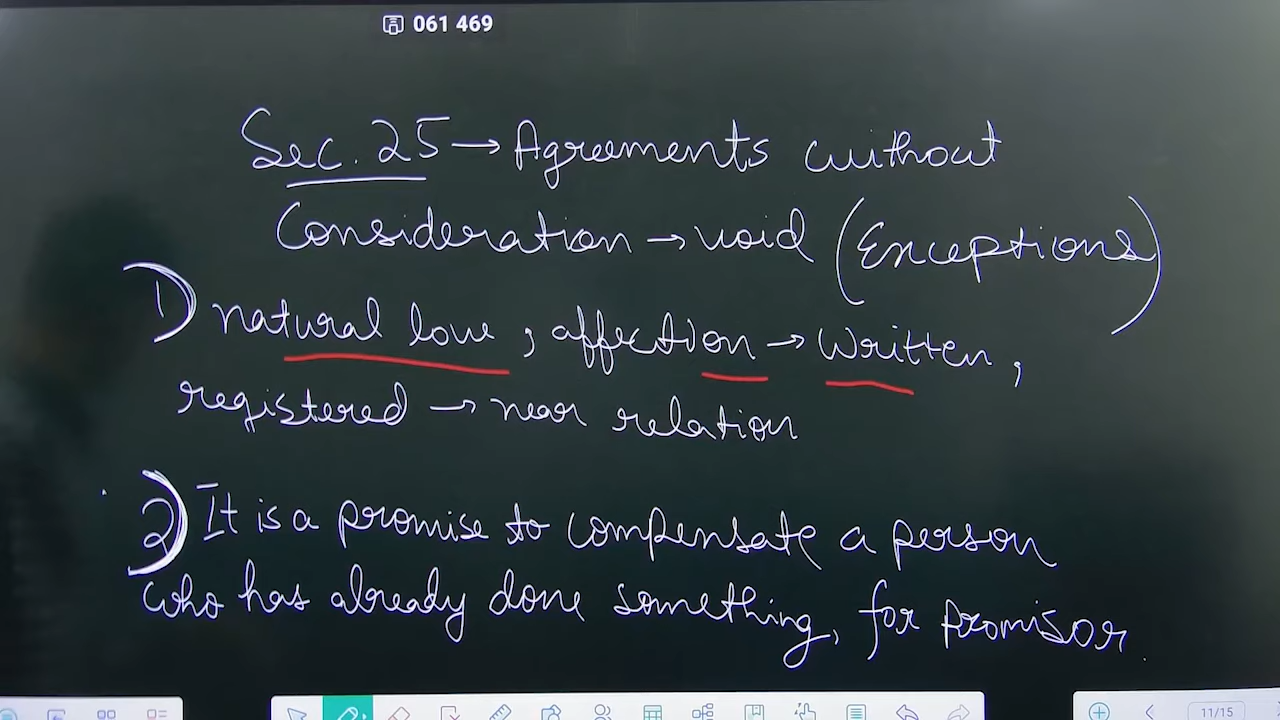 061 469
Sec. 25 → Agreements without
Consideration → void (Exceptions)
1) natural love, affection → Written,
registered → near relation
2) It is a promise to compensate a person
who has already done something, for promisor.
11/15